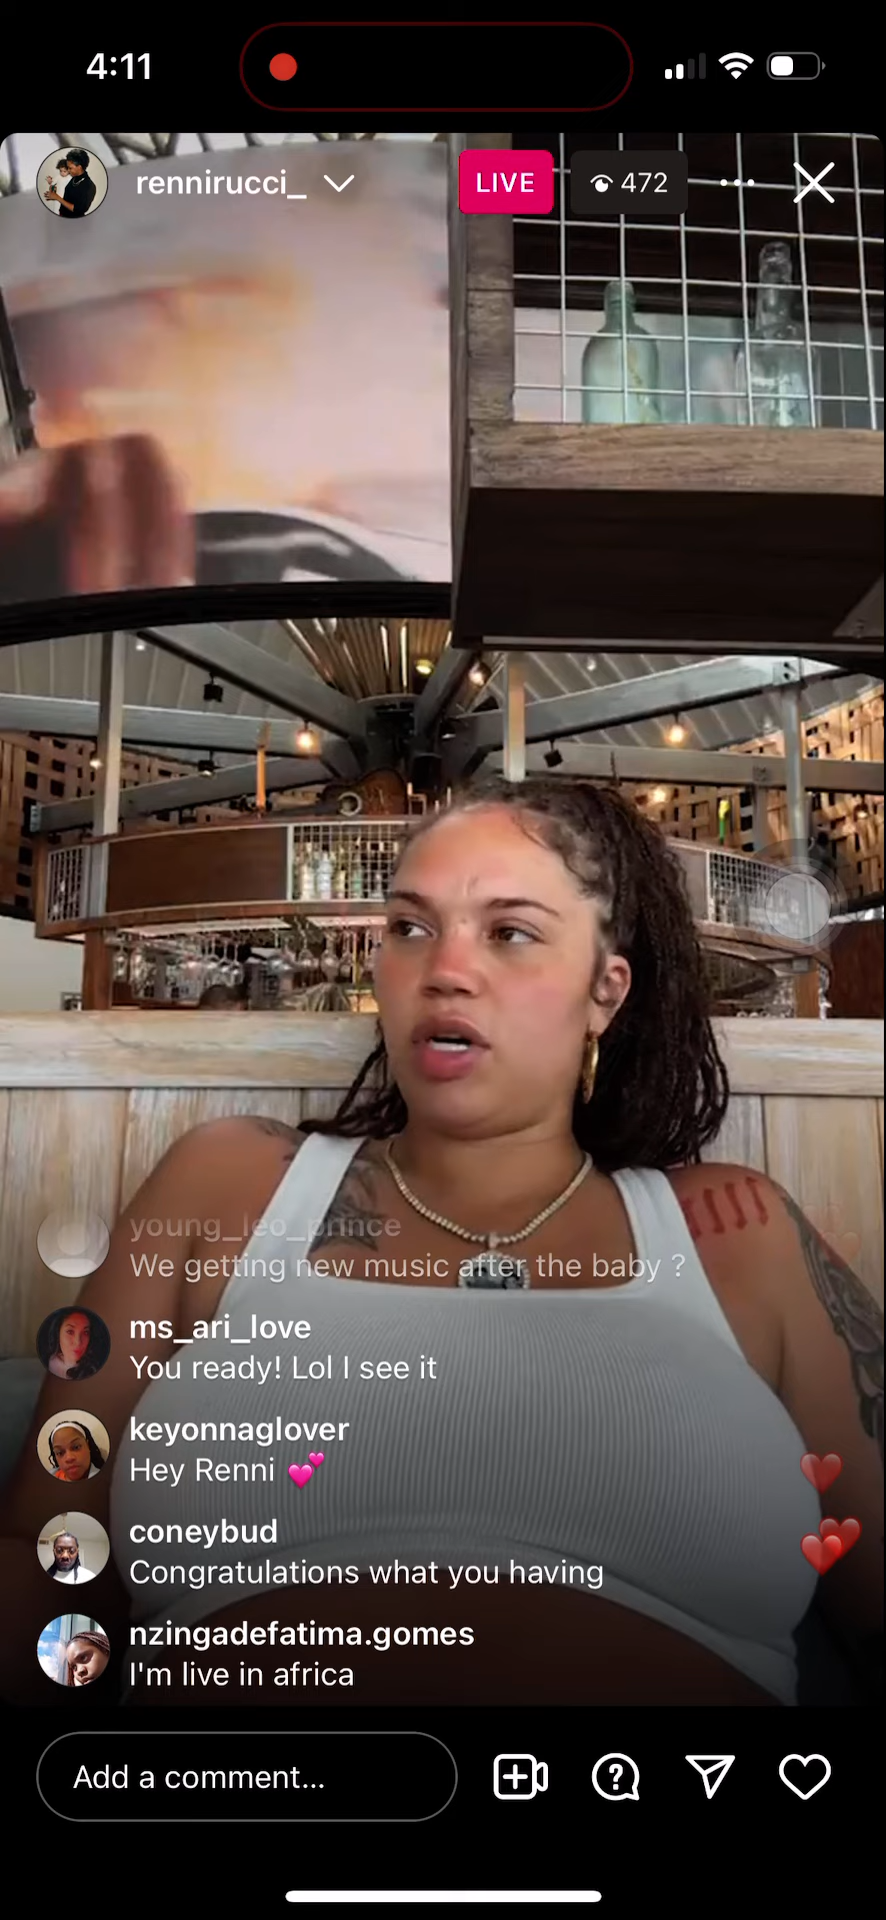 4:11
rennirucci_
LIVE
472
young_leo_prince
We getting new music after the baby ?
ms_ari_love
You ready! Lol I see it
keyonnaglover
Hey Renni 💕
coneybud
Congratulations what you having
nzingadefatima.gomes
I'm live in africa
Add a comment...